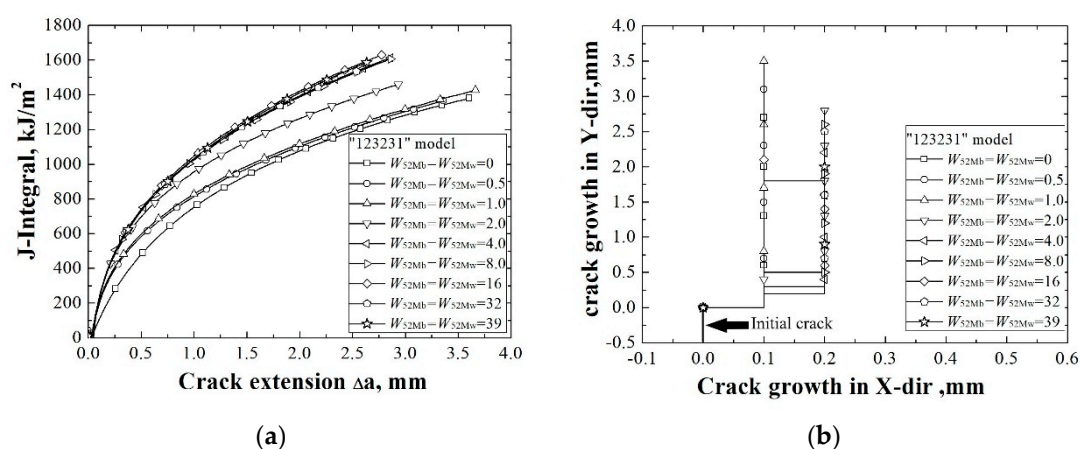 1800
1600
1400
1200
1000
800
600
400
200
0
J-Integral, kJ/m²
"123231" model
W52Mb−W52Mw=0
W52Mb−W52Mw=0.5
W52Mb−W52Mw=1.0
W52Mb−W52Mw=2.0
W52Mb−W52Mw=4.0
W52Mb−W52Mw=8.0
W52Mb−W52Mw=16
W52Mb−W52Mw=32
W52Mb−W52Mw=39
0.0 0.5 1.0 1.5 2.0 2.5 3.0 3.5 4.0
Crack extension Δa, mm
(a)
4.0
3.5
3.0
2.5
2.0
1.5
1.0
0.5
0.0
-0.5
crack growth in Y-dir,mm
"123231" model
W52Mb−W52Mw=0
W52Mb−W52Mw=0.5
W52Mb−W52Mw=1.0
W52Mb−W52Mw=2.0
W52Mb−W52Mw=4.0
W52Mb−W52Mw=8.0
W52Mb−W52Mw=16
W52Mb−W52Mw=32
W52Mb−W52Mw=39
Initial crack
-0.1 0.0 0.1 0.2 0.3 0.4 0.5 0.6
Crack growth in X-dir ,mm
(b)